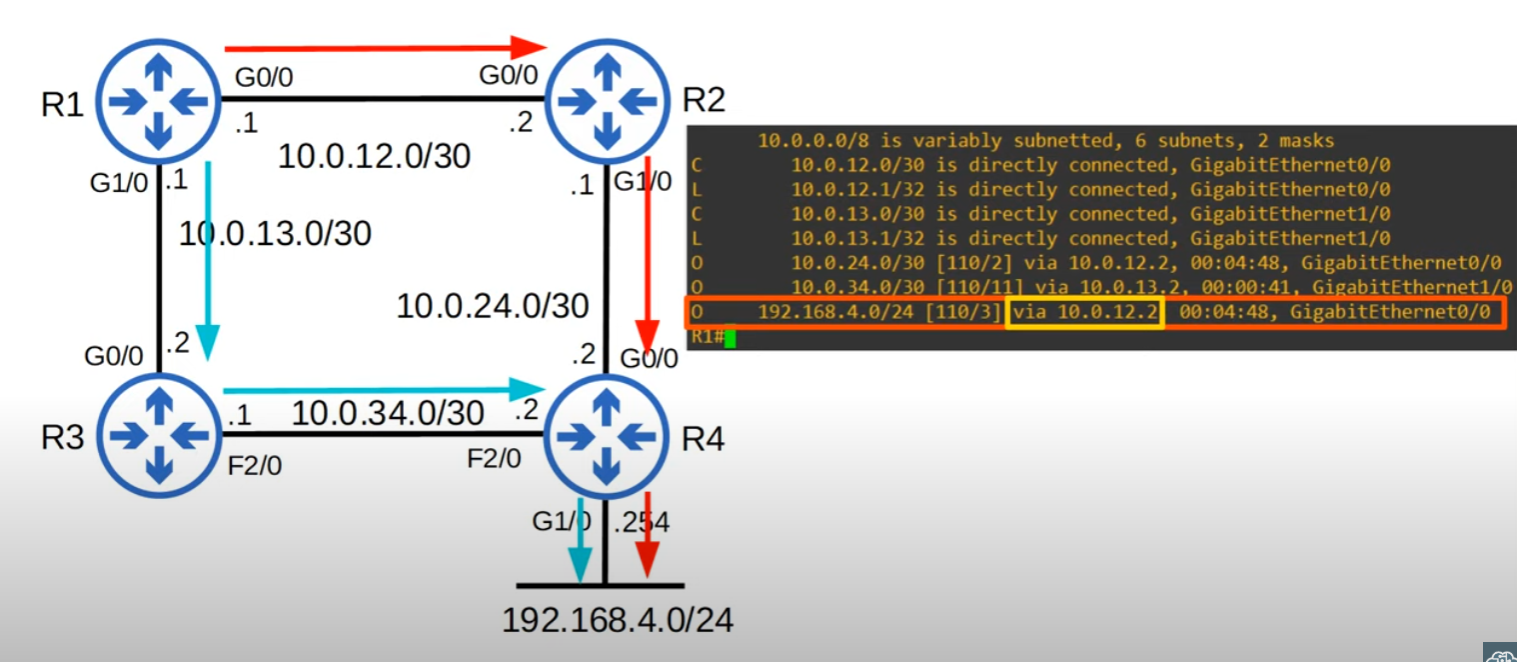 G0/0
G0/0
R1
R2
.1
.2
10.0.12.0/30
G1/0
.1
.1
G1/0
10.0.13.0/30
10.0.24.0/30
.2
G0/0
.2
G0/0
.1
10.0.34.0/30
.2
R3
R4
F2/0
F2/0
G1/0
.254
192.168.4.0/24
10.0.0.0/8 is variably subnetted, 6 subnets, 2 masks
C 10.0.12.0/30 is directly connected, GigabitEthernet0/0
L 10.0.12.1/32 is directly connected, GigabitEthernet0/0
C 10.0.13.0/30 is directly connected, GigabitEthernet1/0
L 10.0.13.1/32 is directly connected, GigabitEthernet1/0
O 10.0.24.0/30 [110/2] via 10.0.12.2, 00:04:48, GigabitEthernet0/0
O 10.0.34.0/30 [110/11] via 10.0.13.2, 00:00:41, GigabitEthernet1/0
O 192.168.4.0/24 [110/3] via 10.0.12.2 00:04:48, GigabitEthernet0/0
R1#